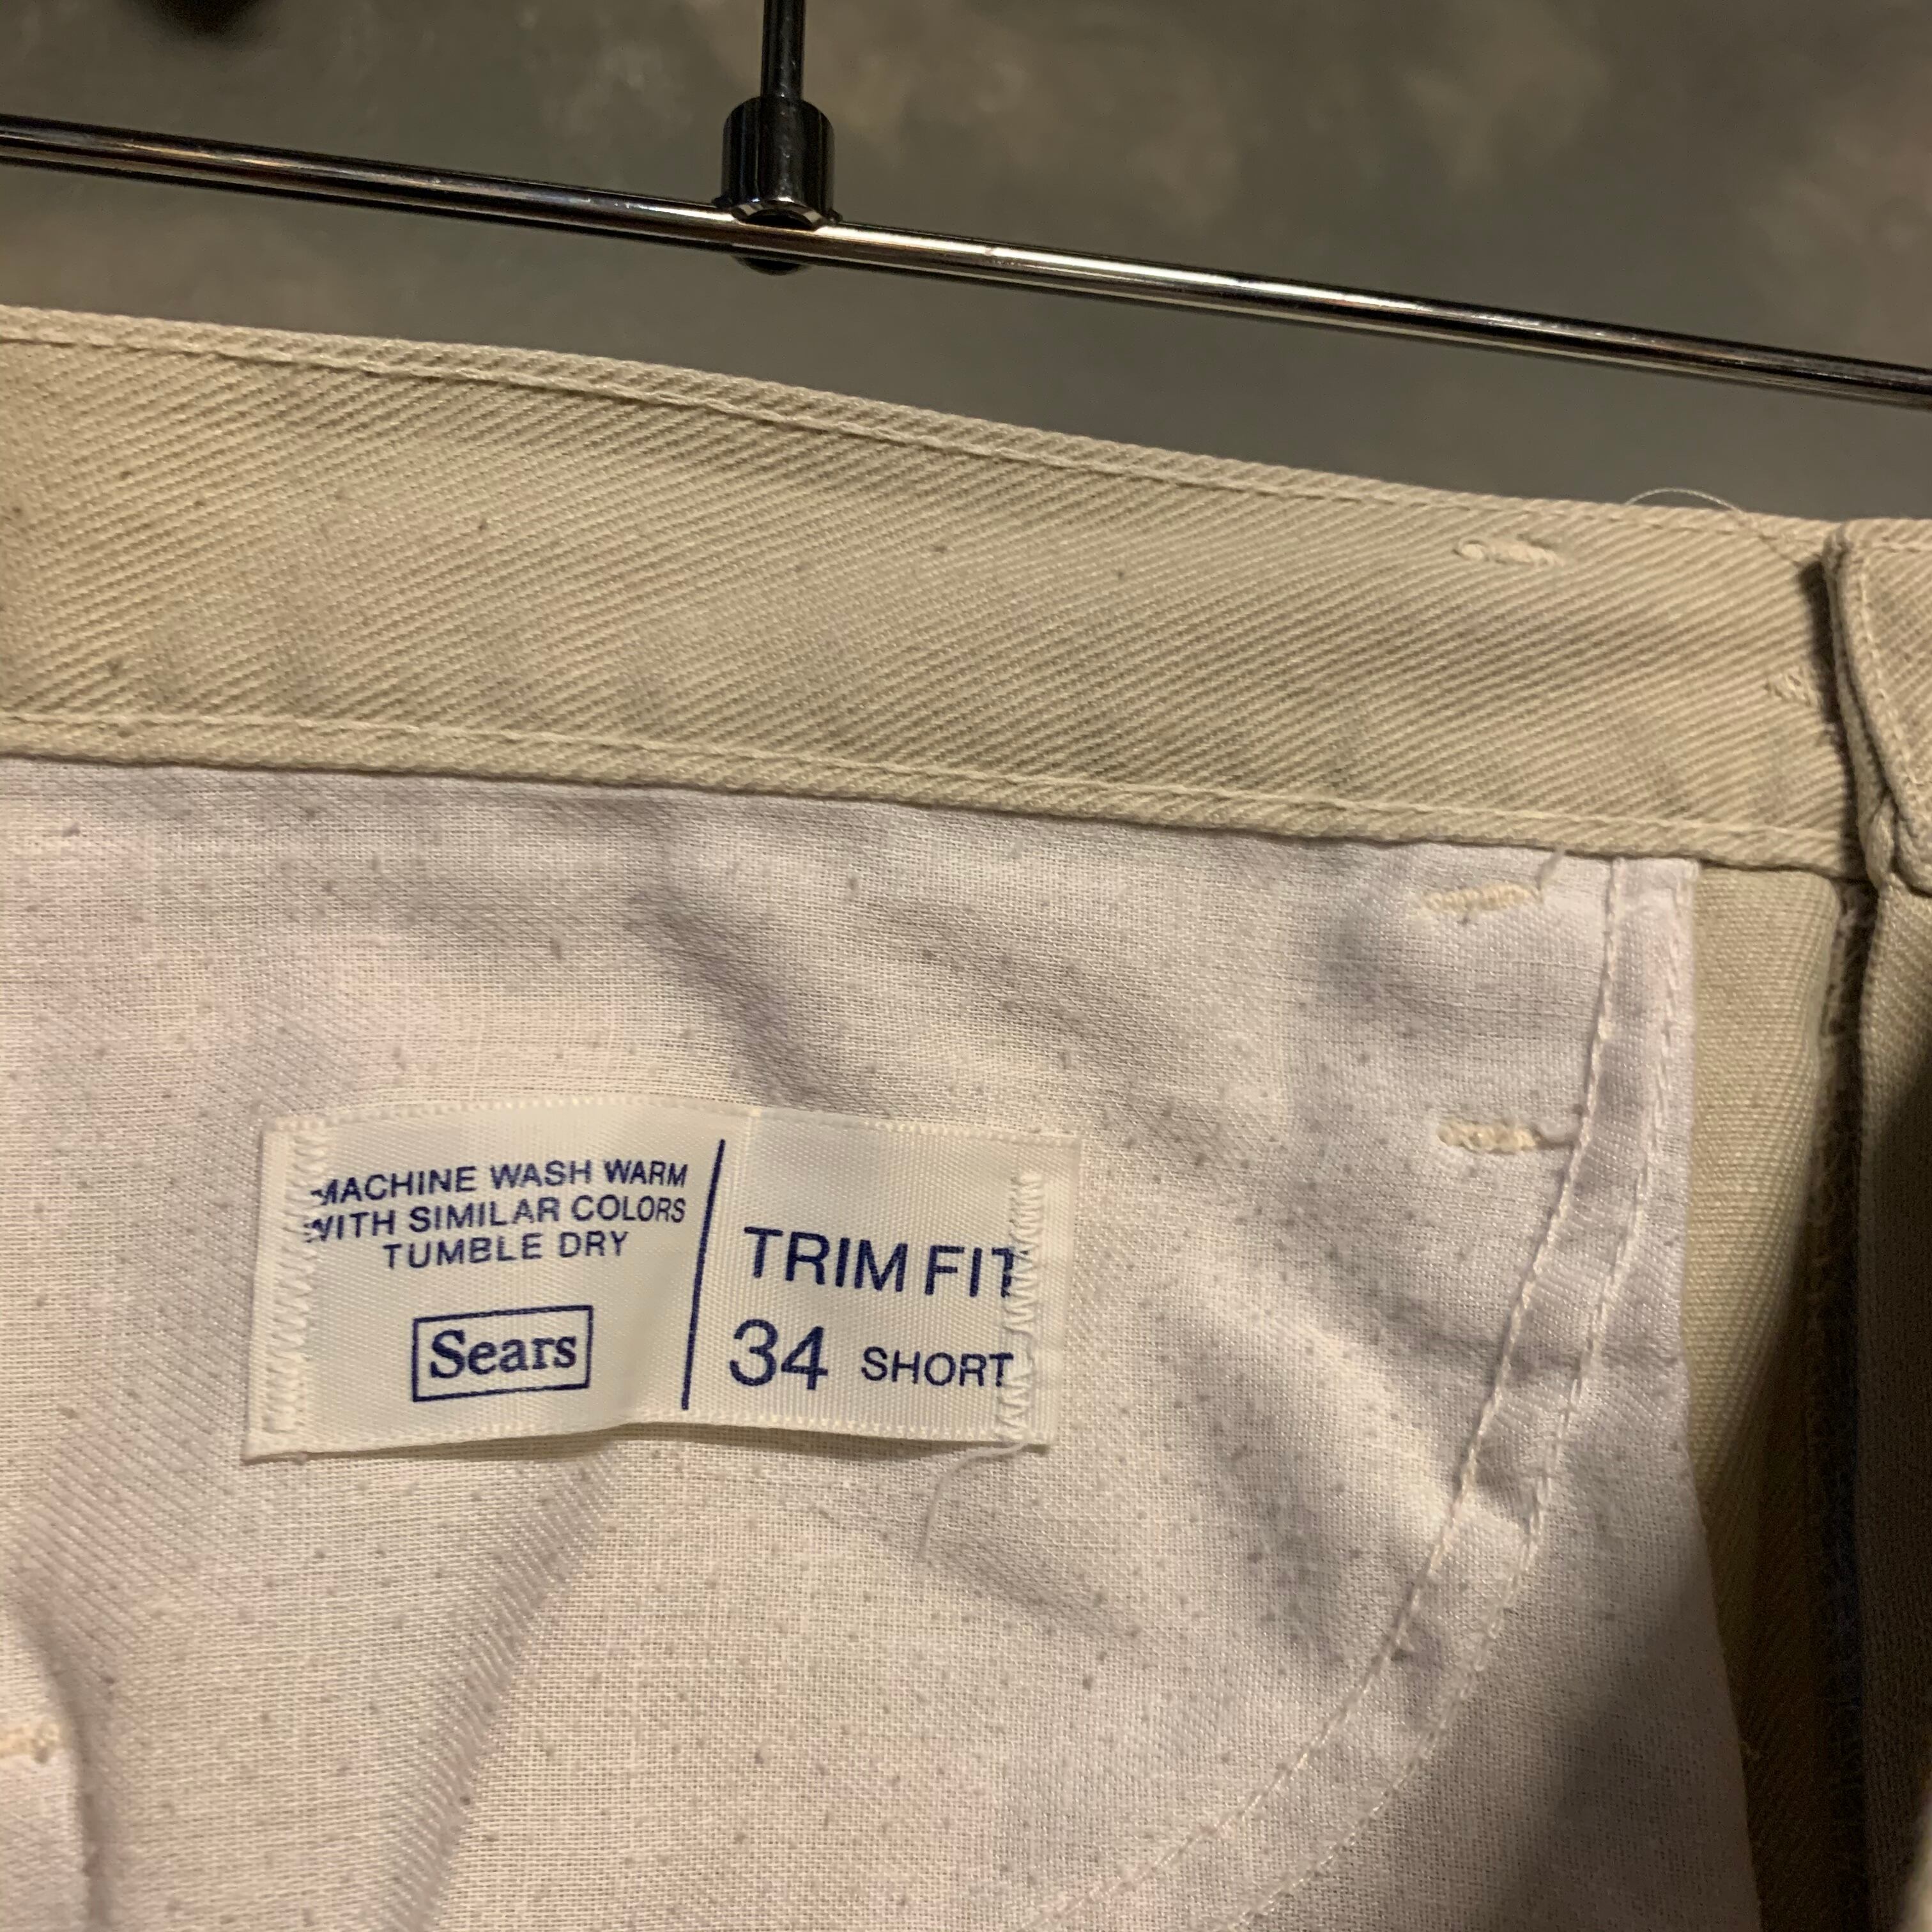 MACHINE WASH WARM
WITH SIMILAR COLORS
TUMBLE DRY
Sears
TRIM FIT
34 SHORT